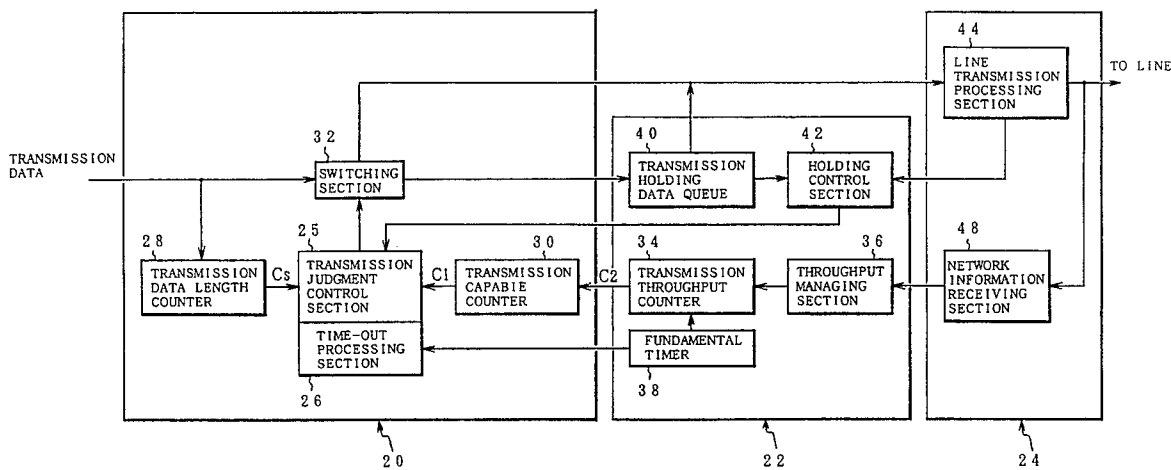 44
LINE
TRANSMISSION
PROCESSING
SECTION
TO LINE
TRANSMISSION
DATA
32
SWITCHING
SECTION
40
TRANSMISSION
HOLDING
DATA QUEUE
42
HOLDING
CONTROL
SECTION
28
TRANSMISSION
DATA LENGTH
COUNTER
Cs
25
TRANSMISSION
JUDGMENT
CONTROL
SECTION
TIME-OUT
PROCESSING
SECTION
26
C1
30
TRANSMISSION
CAPABIE
COUNTER
C2
34
TRANSMISSION
THROUGHPUT
COUNTER
36
THROUGHPUT
MANAGING
SECTION
48
NETWORK
INFORMATION
RECEIVING
SECTION
FUNDAMENTAL
TIMER
38
20
22
24